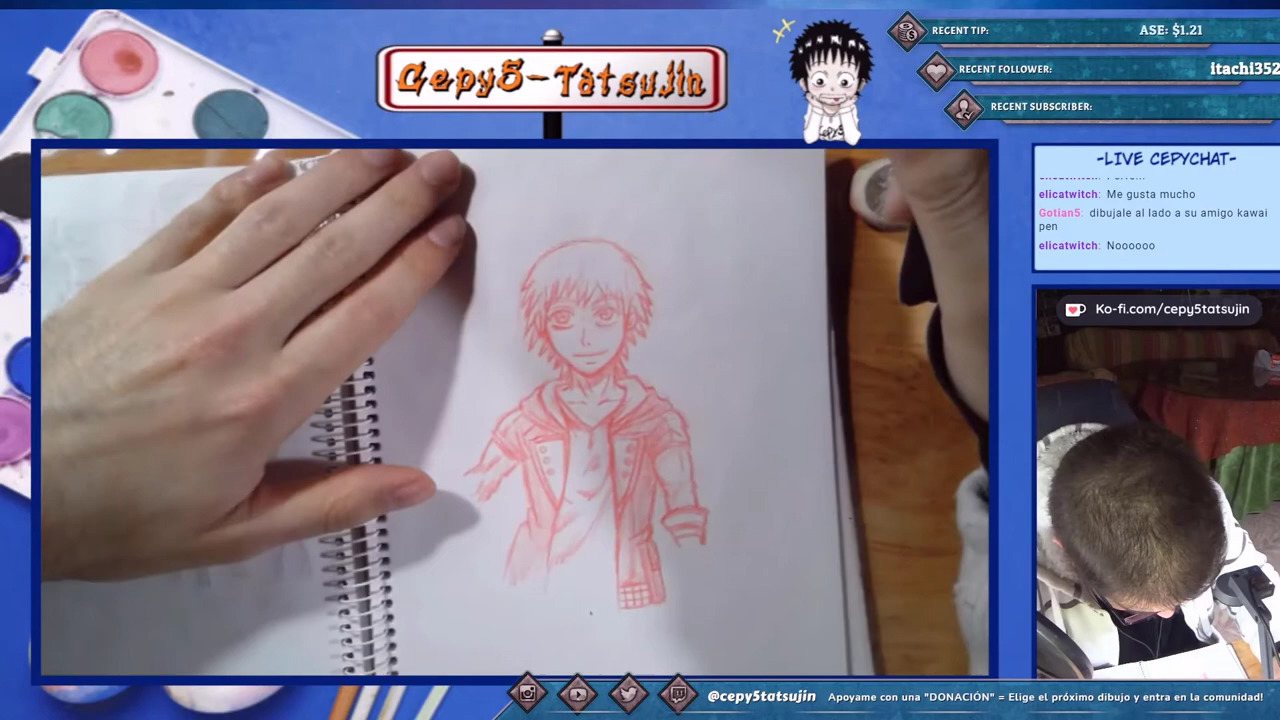 Cepy5-Tatsujin
RECENT TIP: ASE: $1.21
RECENT FOLLOWER: itachi352
RECENT SUBSCRIBER:
-LIVE CEPYCHAT-
elicatwitch: Me gusta mucho
Gotian5: dibujale al lado a su amigo kawai
pen
elicatwitch: Noooooo
Ko-fi.com/cepy5tatsujin
@cepy5tatsujin Apoyame con una "DONACIÓN" = Elige el próximo dibujo y entra en la comunidad!